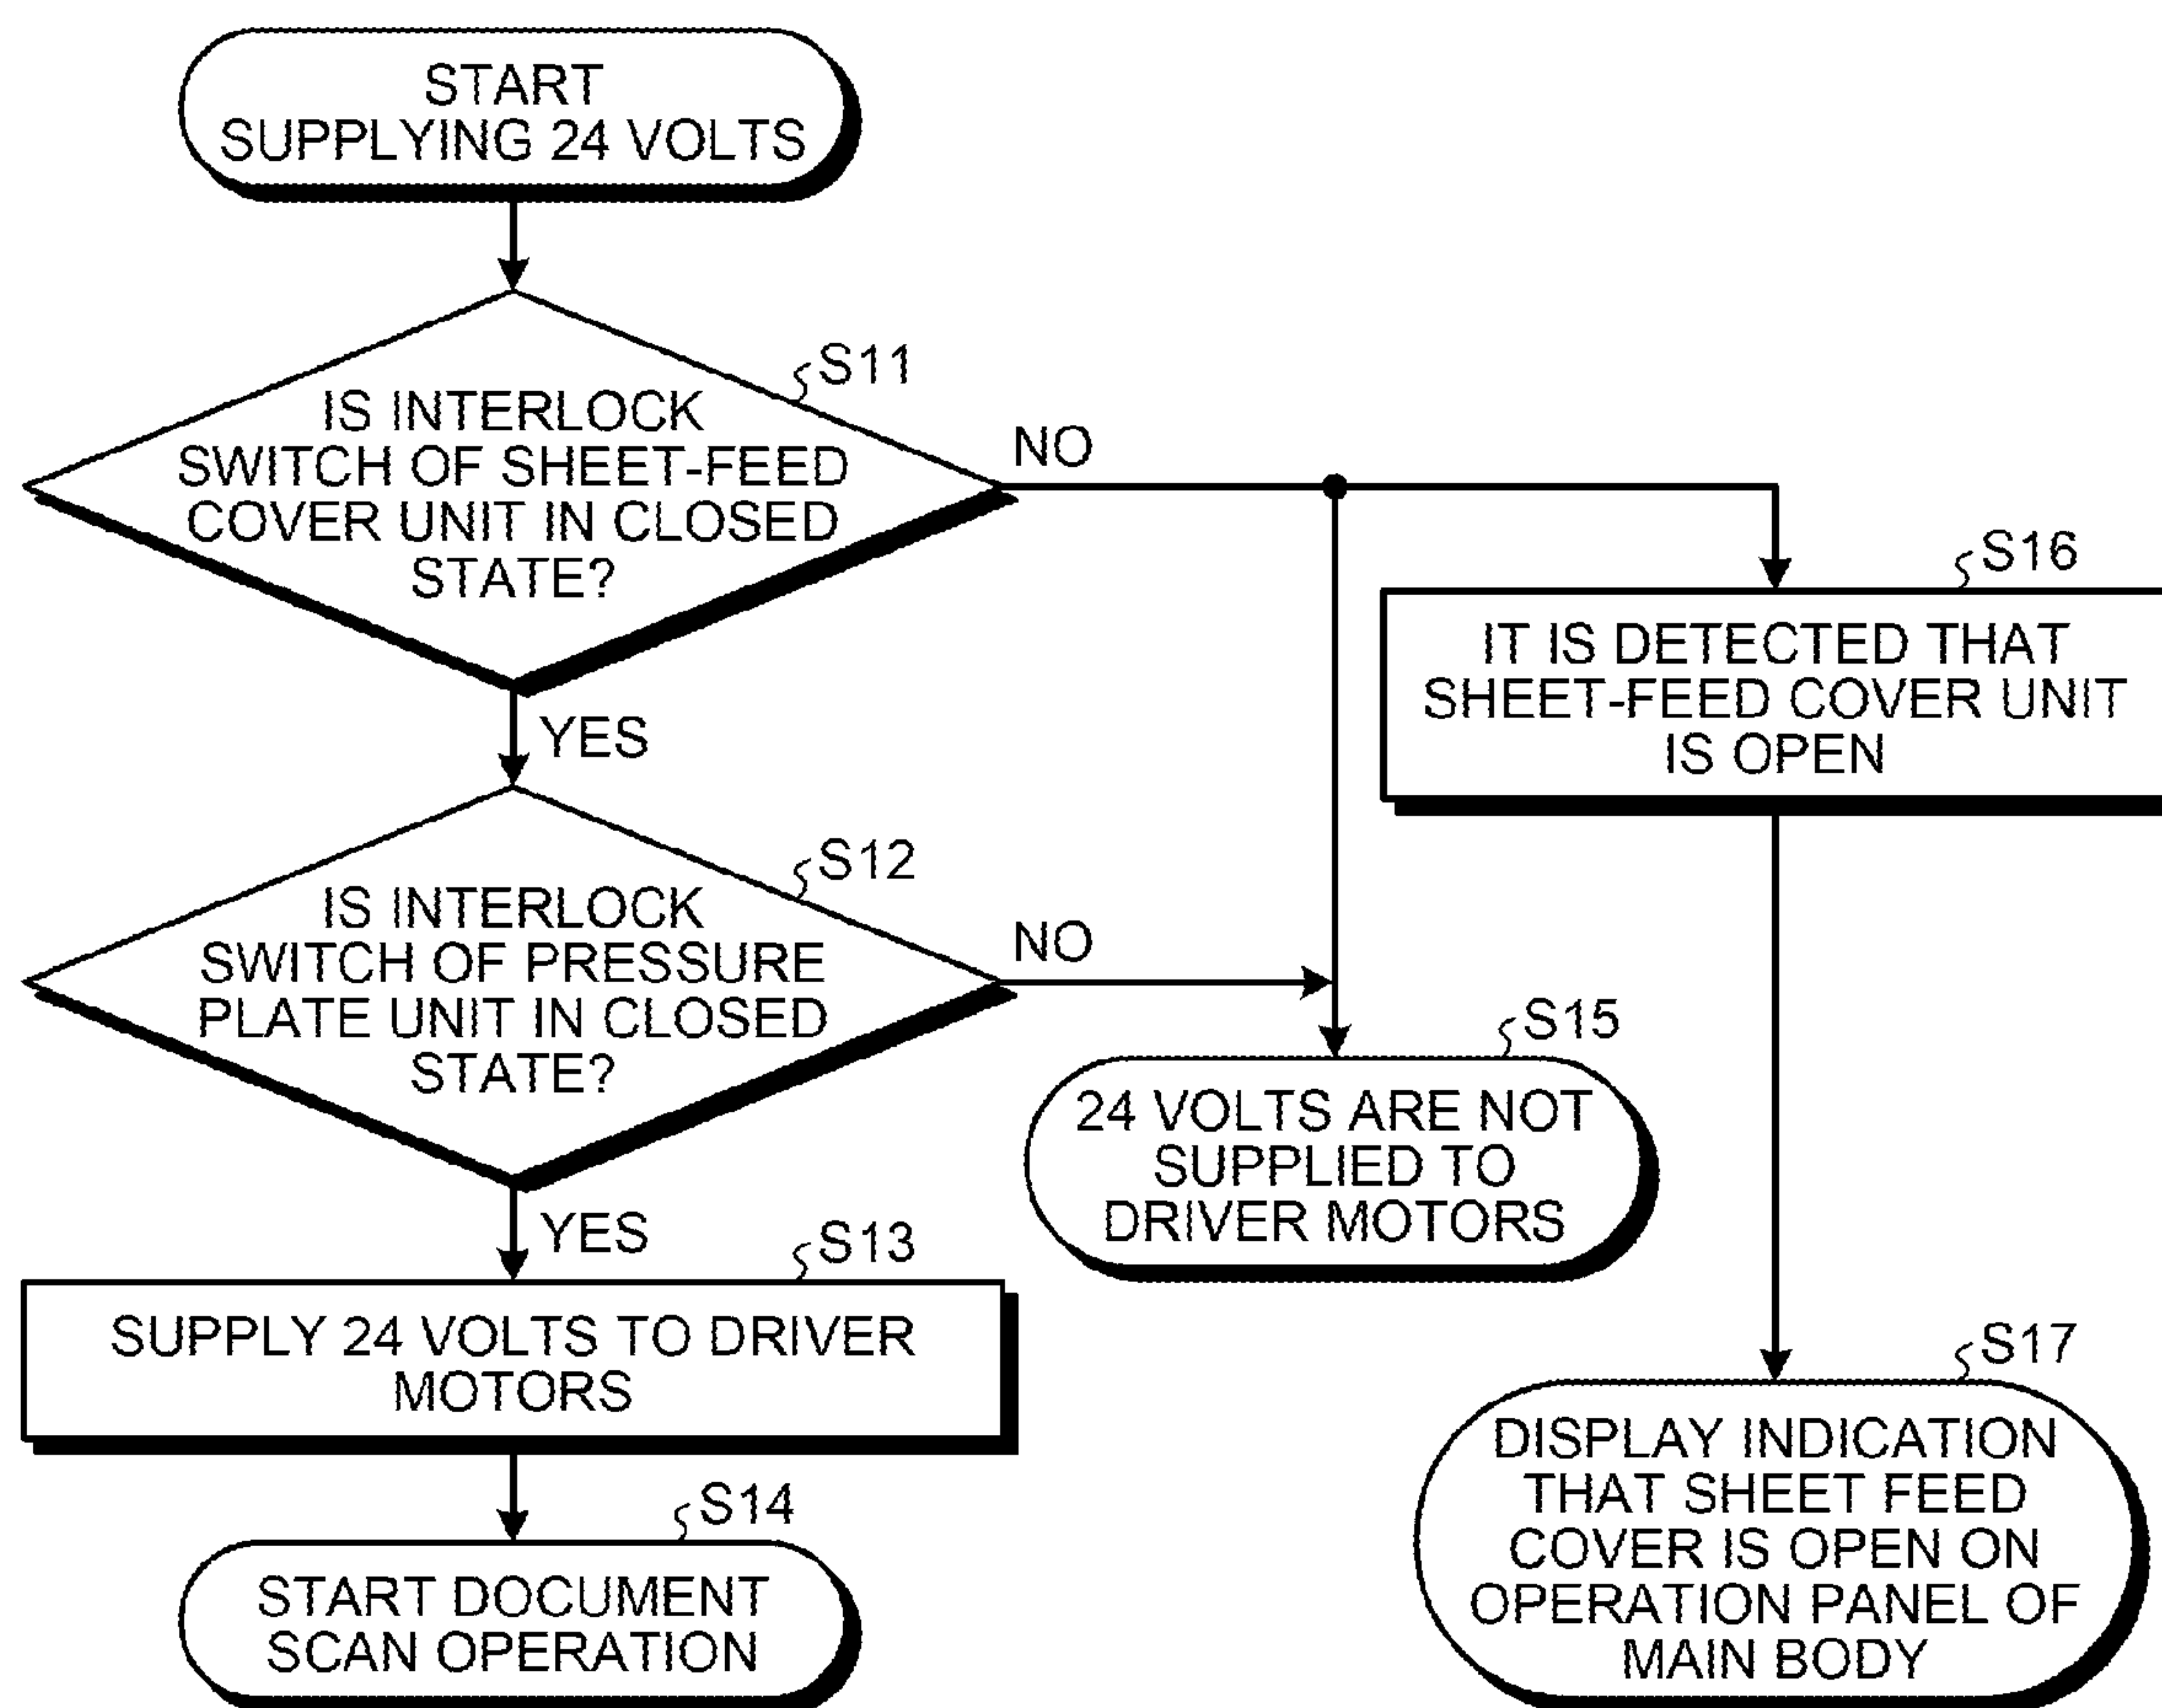 START
SUPPLYING 24 VOLTS
S11
IS INTERLOCK
SWITCH OF SHEET-FEED
COVER UNIT IN CLOSED
STATE?
NO
YES
S16
IT IS DETECTED THAT
SHEET-FEED COVER UNIT
IS OPEN
S12
IS INTERLOCK
SWITCH OF PRESSURE
PLATE UNIT IN CLOSED
STATE?
NO
YES
S15
24 VOLTS ARE NOT
SUPPLIED TO
DRIVER MOTORS
S13
SUPPLY 24 VOLTS TO DRIVER
MOTORS
S17
DISPLAY INDICATION
THAT SHEET FEED
COVER IS OPEN ON
OPERATION PANEL OF
MAIN BODY
S14
START DOCUMENT
SCAN OPERATION